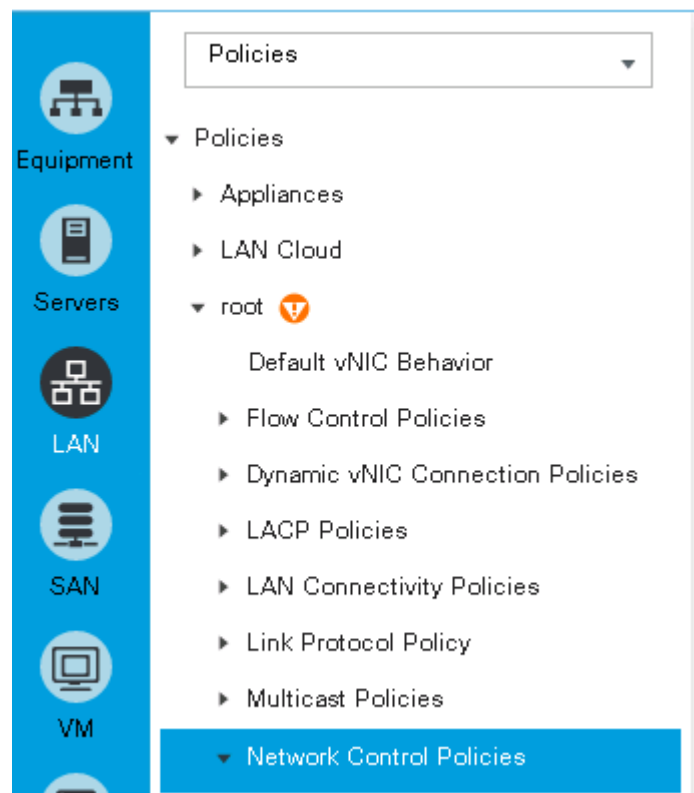 Policies
Policies
Equipment
Appliances
LAN Cloud
Servers
root
Default vNIC Behavior
Flow Control Policies
LAN
Dynamic vNIC Connection Policies
LACP Policies
SAN
LAN Connectivity Policies
Link Protocol Policy
Multicast Policies
VM
Network Control Policies